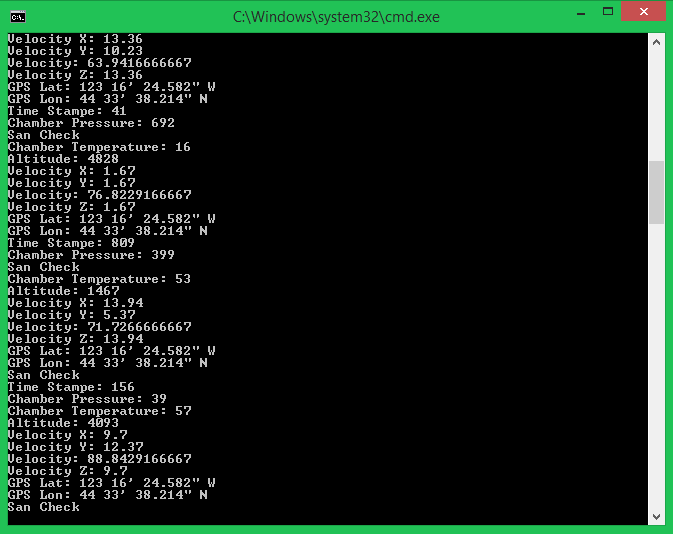 C:\Windows\system32\cmd.exe
Velocity X: 13.36
Velocity Y: 10.23
Velocity: 63.9416666667
Velocity Z: 13.36
GPS Lat: 123 16' 24.582" W
GPS Lon: 44 33' 38.214" N
Time Stampe: 41
Chamber Pressure: 692
San Check
Chamber Temperature: 16
Altitude: 4828
Velocity X: 1.67
Velocity Y: 1.67
Velocity: 76.8229166667
Velocity Z: 1.67
GPS Lat: 123 16' 24.582" W
GPS Lon: 44 33' 38.214" N
Time Stampe: 809
Chamber Pressure: 399
San Check
Chamber Temperature: 53
Altitude: 1467
Velocity X: 13.94
Velocity Y: 5.37
Velocity: 71.7266666667
Velocity Z: 13.94
GPS Lat: 123 16' 24.582" W
GPS Lon: 44 33' 38.214" N
San Check
Time Stampe: 156
Chamber Pressure: 39
Chamber Temperature: 57
Altitude: 4093
Velocity X: 9.7
Velocity Y: 12.37
Velocity: 88.8429166667
Velocity Z: 9.7
GPS Lat: 123 16' 24.582" W
GPS Lon: 44 33' 38.214" N
San Check